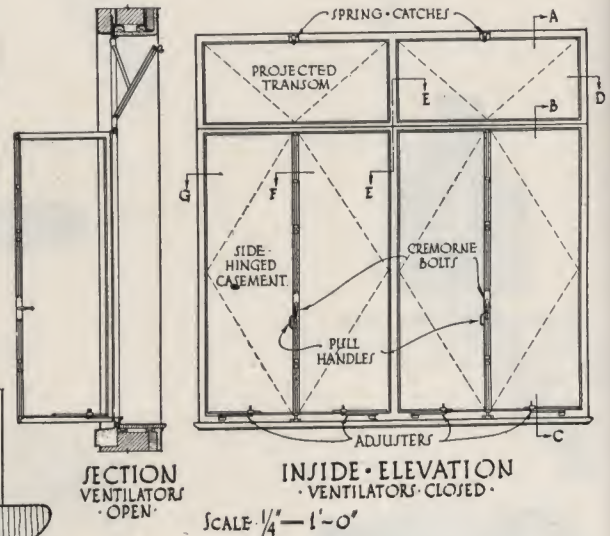 SPRING·CATCHES
A
PROJECTED
TRANSOM
E
D
B
G
F
E
SIDE-
HINGED
CASEMENT
CREMORNE
BOLTS
PULL
HANDLES
ADJUSTERS
C
SECTION
VENTILATORS
·OPEN·
INSIDE·ELEVATION
·VENTILATORS·CLOSED·
SCALE 1/4"—1'-0"